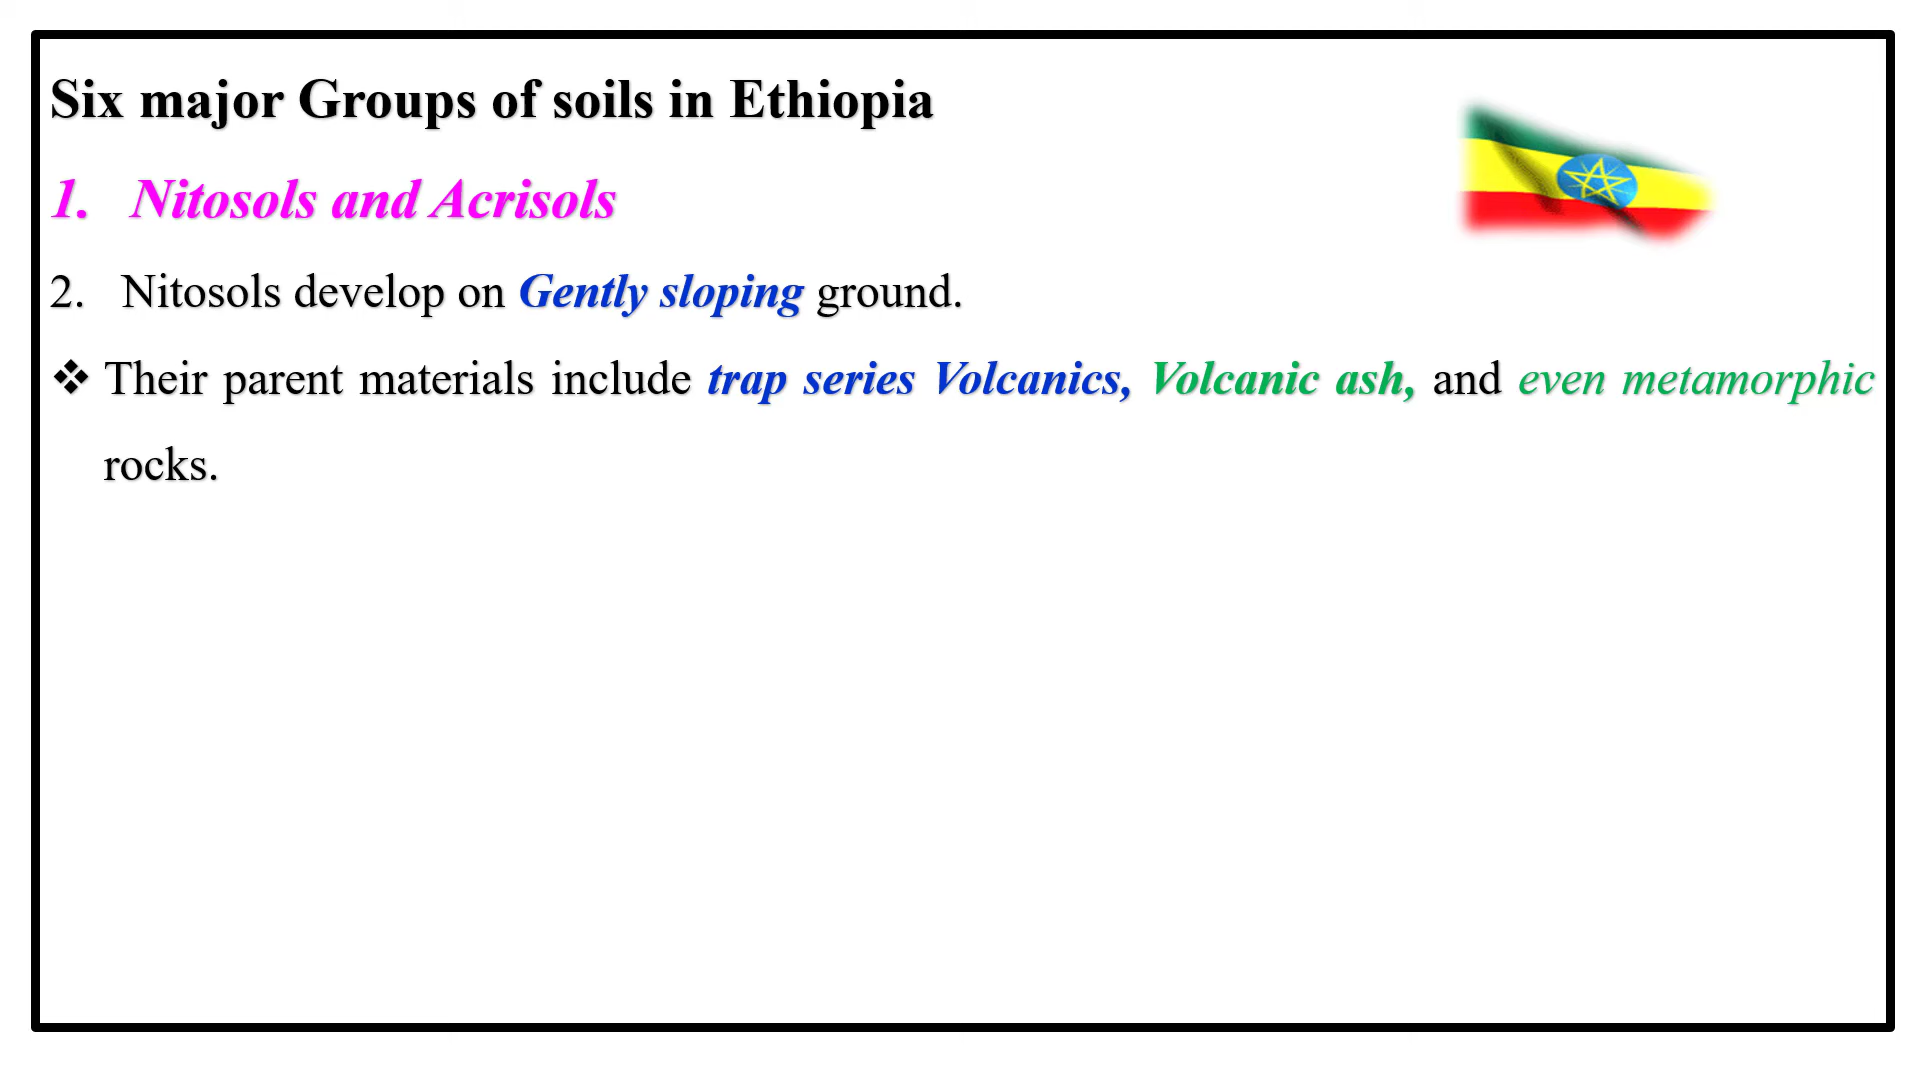 Six major Groups of soils in Ethiopia
1. Nitosols and Acrisols
2. Nitosols develop on Gently sloping ground.
❖ Their parent materials include trap series Volcanics, Volcanic ash, and even metamorphic
rocks.